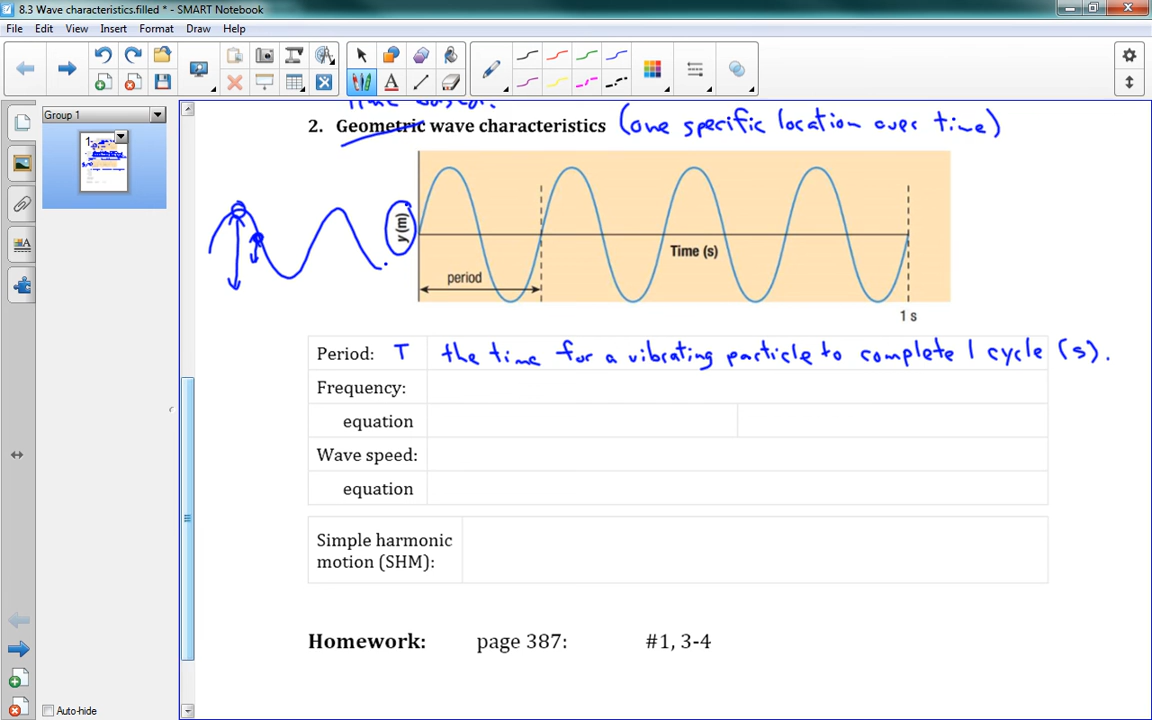 8.3 Wave characteristics.filled * - SMART Notebook
File Edit View Insert Format Draw Help
Group 1
2. Geometric wave characteristics (one specific location over time)
y (m)
Time (s)
period
1 s
Period: T the time for a vibrating particle to complete 1 cycle (s).
Frequency:
equation
Wave speed:
equation
Simple harmonic
motion (SHM):
Homework: page 387: #1, 3-4
Auto-hide